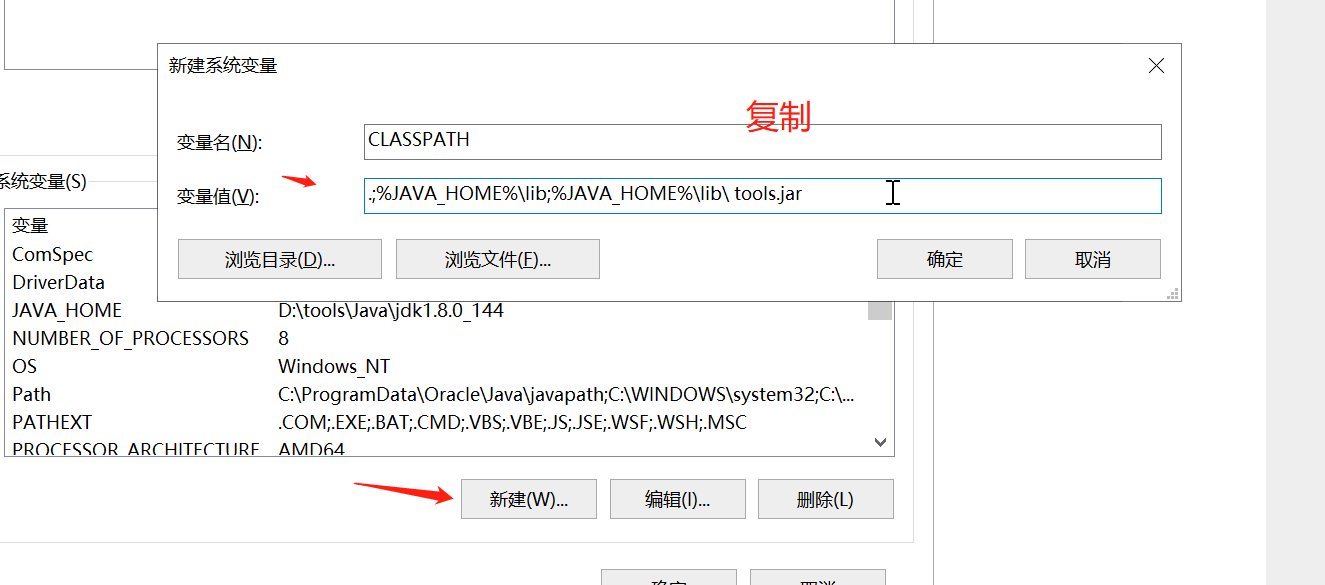 新建系统变量
复制
变量名(N): CLASSPATH
变量值(V): .;%JAVA_HOME%\lib;%JAVA_HOME%\lib\ tools.jar
浏览目录(D)... 浏览文件(F)... 确定 取消
系统变量(S)
变量
ComSpec
DriverData
JAVA_HOME D:\tools\Java\jdk1.8.0_144
NUMBER_OF_PROCESSORS 8
OS Windows_NT
Path C:\ProgramData\Oracle\Java\javapath;C:\WINDOWS\system32;C:\...
PATHEXT .COM;.EXE;.BAT;.CMD;.VBS;.VBE;.JS;.JSE;.WSF;.WSH;.MSC
PROCESSOR_ARCHITECTURE AMD64
新建(W)... 编辑(I)... 删除(L)
确定 取消